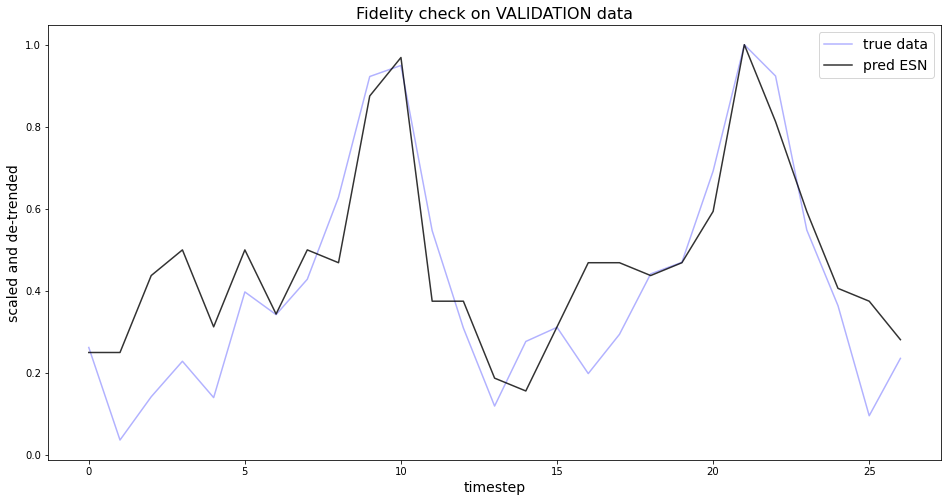 Fidelity check on VALIDATION data
true data
pred ESN
scaled and de-trended
1.0
0.8
0.6
0.4
0.2
0.0
0 5 10 15 20 25
timestep